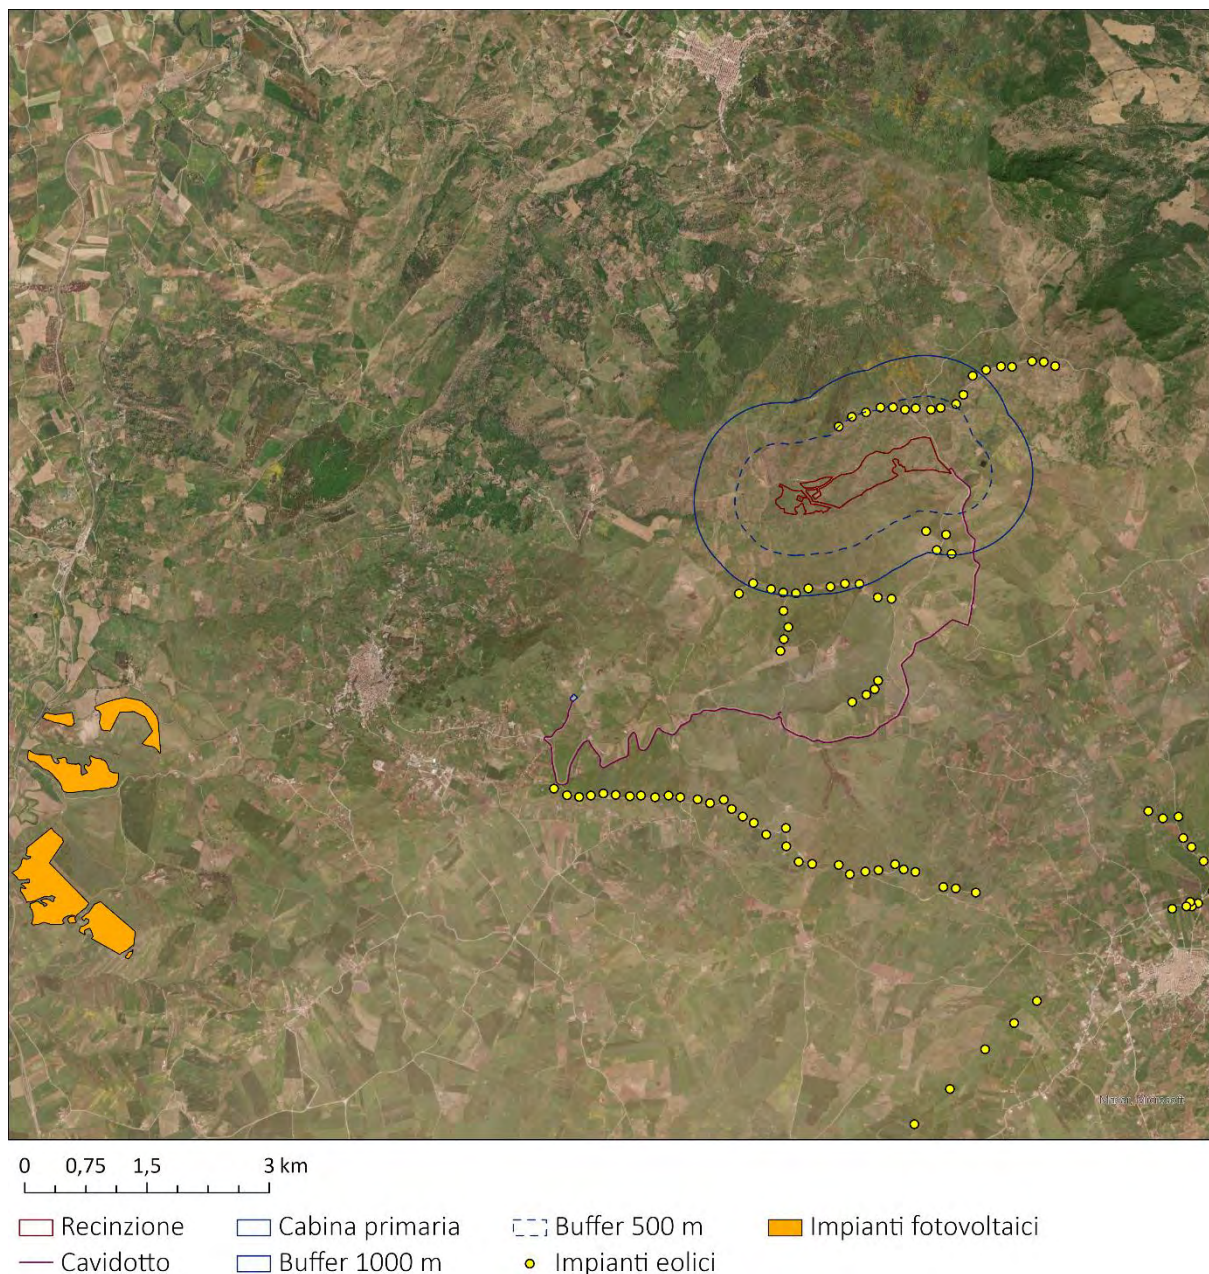 0 0,75 1,5 3 km
Recinzione Cabina primaria Buffer 500 m Impianti fotovoltaici
Cavidotto Buffer 1000 m Impianti eolici